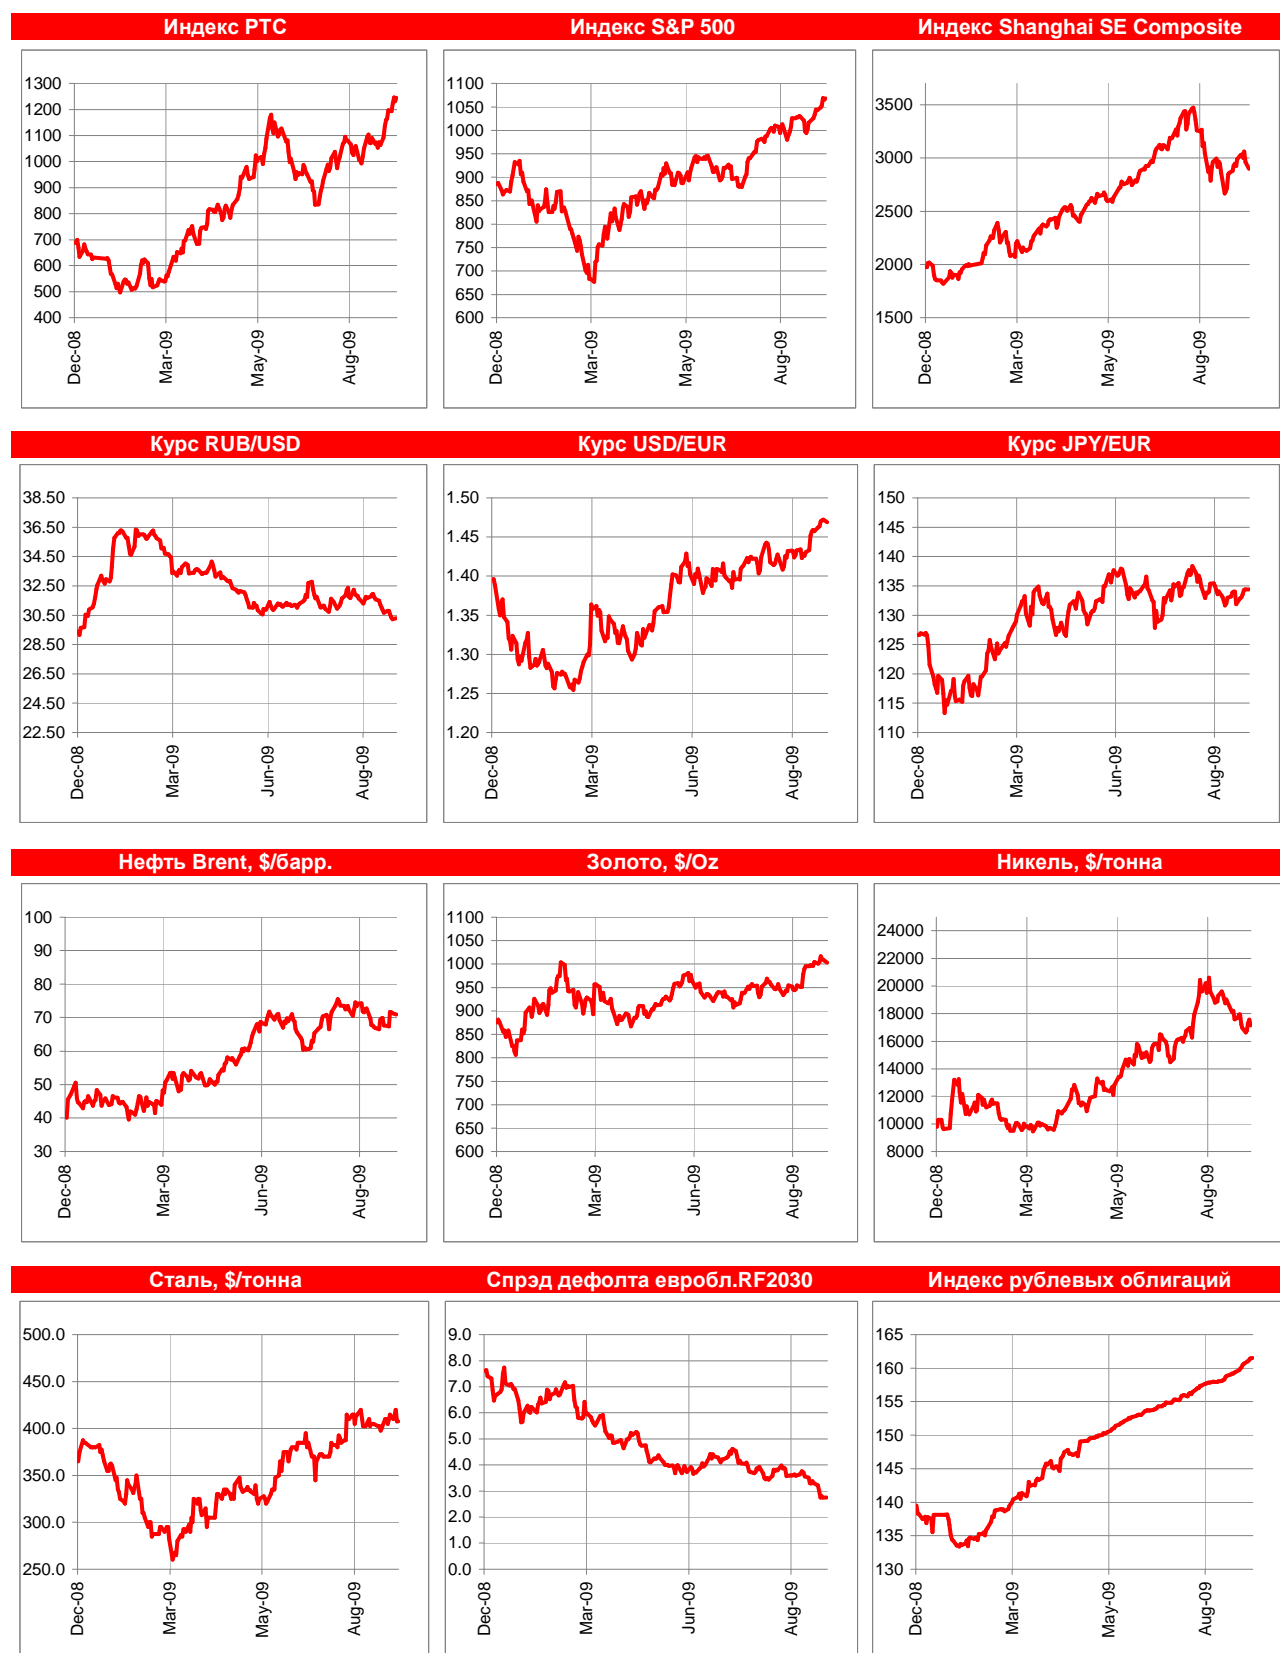 Индекс РТС
1300
1200
1100
1000
900
800
700
600
500
400
Dec-08
Mar-09
May-09
Aug-09
Индекс S&P 500
1100
1050
1000
950
900
850
800
750
700
650
600
Dec-08
Mar-09
May-09
Aug-09
Индекс Shanghai SE Composite
3500
3000
2500
2000
1500
Dec-08
Mar-09
May-09
Aug-09
Курс RUB/USD
38.50
36.50
34.50
32.50
30.50
28.50
26.50
24.50
22.50
Dec-08
Mar-09
Jun-09
Aug-09
Курс USD/EUR
1.50
1.45
1.40
1.35
1.30
1.25
1.20
Dec-08
Mar-09
Jun-09
Aug-09
Курс JPY/EUR
150
145
140
135
130
125
120
115
110
Dec-08
Mar-09
Jun-09
Aug-09
Нефть Brent, $/барр.
100
90
80
70
60
50
40
30
Dec-08
Mar-09
Jun-09
Aug-09
Золото, $/Oz
1100
1050
1000
950
900
850
800
750
700
650
600
Dec-08
Mar-09
Jun-09
Aug-09
Никель, $/тонна
24000
22000
20000
18000
16000
14000
12000
10000
8000
Dec-08
Mar-09
May-09
Aug-09
Сталь, $/тонна
500.0
450.0
400.0
350.0
300.0
250.0
Dec-08
Mar-09
May-09
Aug-09
Спрэд дефолта евробл.RF2030
9.0
8.0
7.0
6.0
5.0
4.0
3.0
2.0
1.0
0.0
Dec-08
Mar-09
Jun-09
Aug-09
Индекс рублевых облигаций
165
160
155
150
145
140
135
130
Dec-08
Mar-09
May-09
Aug-09